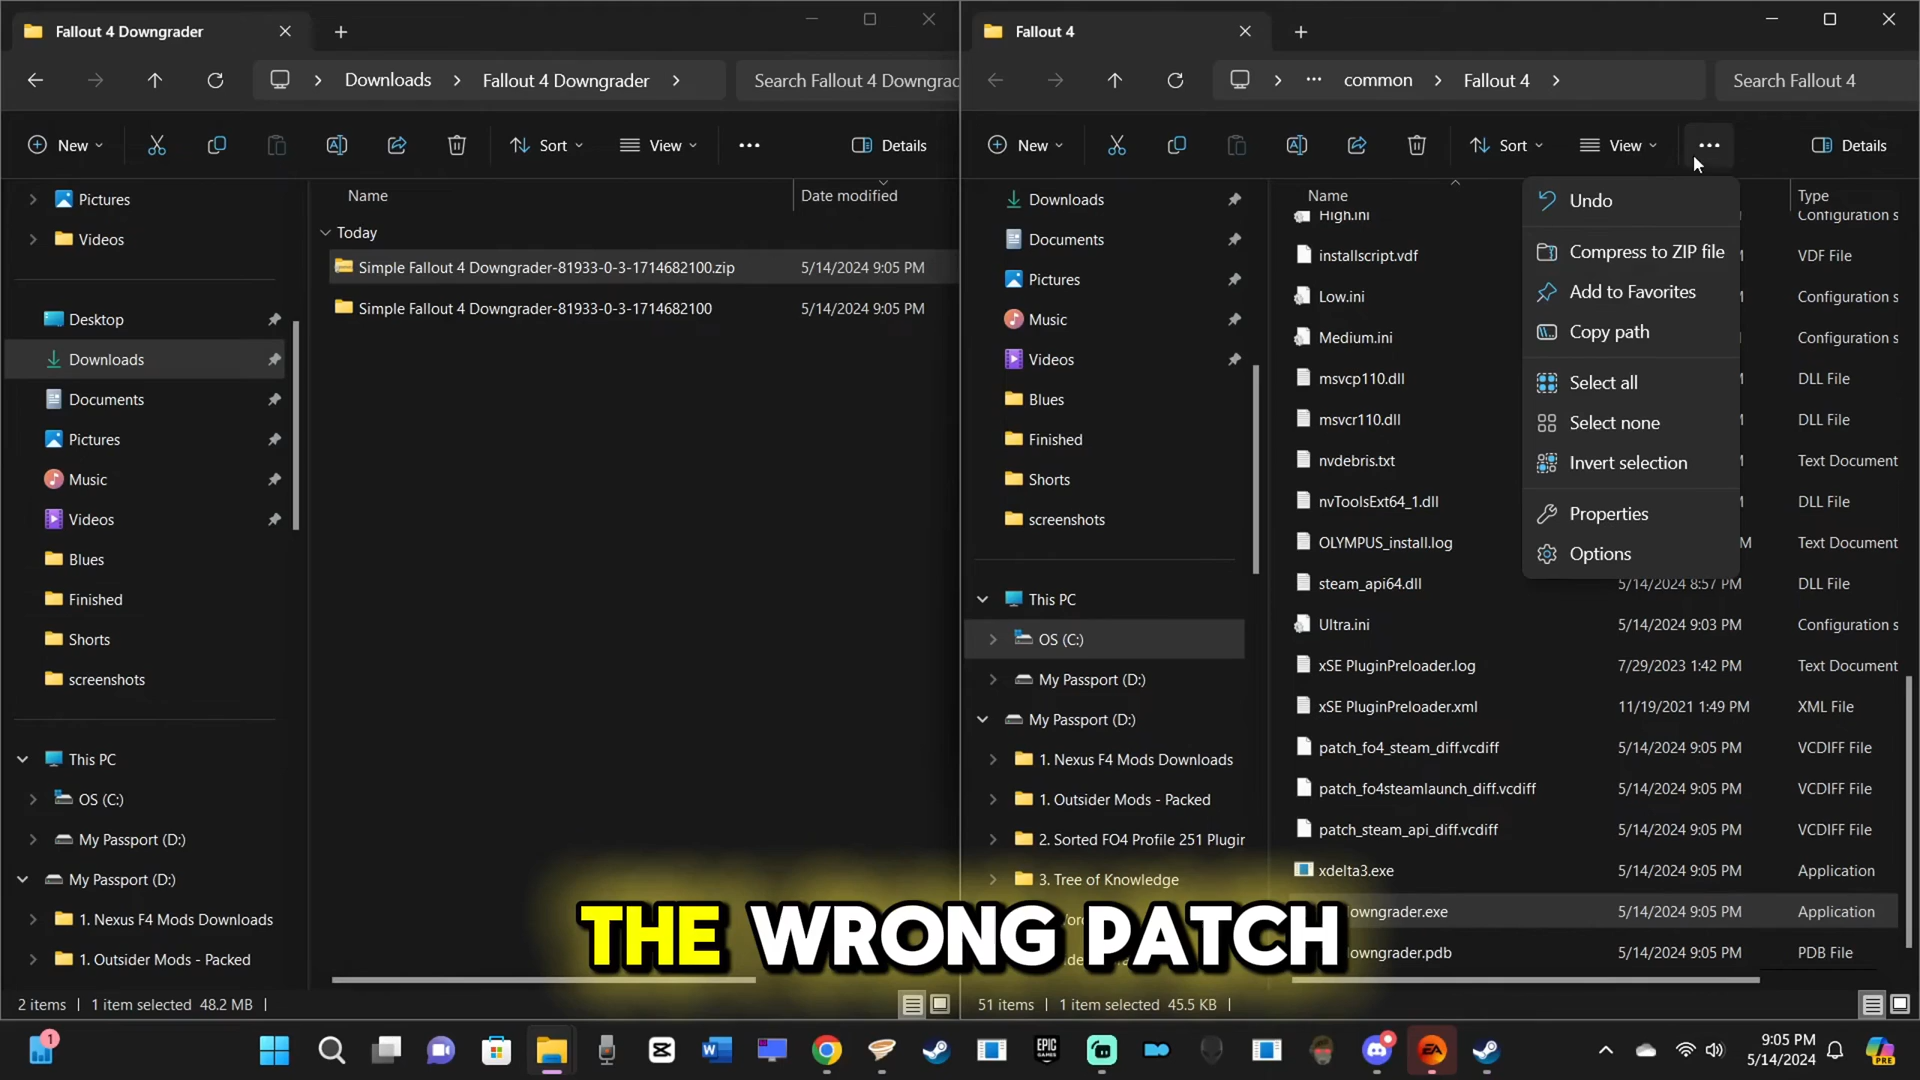 Fallout 4 Downgrader
Downloads
Fallout 4 Downgrader
Search Fallout 4 Downgrad
New
Sort
View
Details
Pictures
Videos
Desktop
Downloads
Documents
Pictures
Music
Videos
Blues
Finished
Shorts
screenshots
This PC
OS (C:)
My Passport (D:)
My Passport (D:)
1. Nexus F4 Mods Downloads
1. Outsider Mods - Packed
Name
Date modified
Today
Simple Fallout 4 Downgrader-81933-0-3-1714682100.zip
5/14/2024 9:05 PM
Simple Fallout 4 Downgrader-81933-0-3-1714682100
5/14/2024 9:05 PM
2 items
1 item selected 48.2 MB
Fallout 4
common
Fallout 4
Search Fallout 4
New
Sort
View
Details
Downloads
Documents
Pictures
Music
Videos
Blues
Finished
Shorts
screenshots
This PC
OS (C:)
My Passport (D:)
My Passport (D:)
1. Nexus F4 Mods Downloads
1. Outsider Mods - Packed
2. Sorted FO4 Profile 251 Plugin
3. Tree of Knowledge
Name
Type
High.ini
Configuration s
installscript.vdf
VDF File
Low.ini
Configuration s
Medium.ini
Configuration s
msvcp110.dll
DLL File
msvcr110.dll
DLL File
nvdebris.txt
Text Document
nvToolsExt64_1.dll
DLL File
OLYMPUS_install.log
Text Document
steam_api64.dll
5/14/2024 8:57 PM
DLL File
Ultra.ini
5/14/2024 9:03 PM
Configuration s
xSE PluginPreloader.log
7/29/2023 1:42 PM
Text Document
xSE PluginPreloader.xml
11/19/2021 1:49 PM
XML File
patch_fo4_steam_diff.vcdiff
5/14/2024 9:05 PM
VCDIFF File
patch_fo4steamlaunch_diff.vcdiff
5/14/2024 9:05 PM
VCDIFF File
patch_steam_api_diff.vcdiff
5/14/2024 9:05 PM
VCDIFF File
xdelta3.exe
5/14/2024 9:05 PM
Application
owngrader.exe
5/14/2024 9:05 PM
Application
owngrader.pdb
5/14/2024 9:05 PM
PDB File
Undo
Compress to ZIP file
Add to Favorites
Copy path
Select all
Select none
Invert selection
Properties
Options
51 items
1 item selected 45.5 KB
THE WRONG PATCH
1
EPIC GAMES
EA
9:05 PM
5/14/2024
PRE